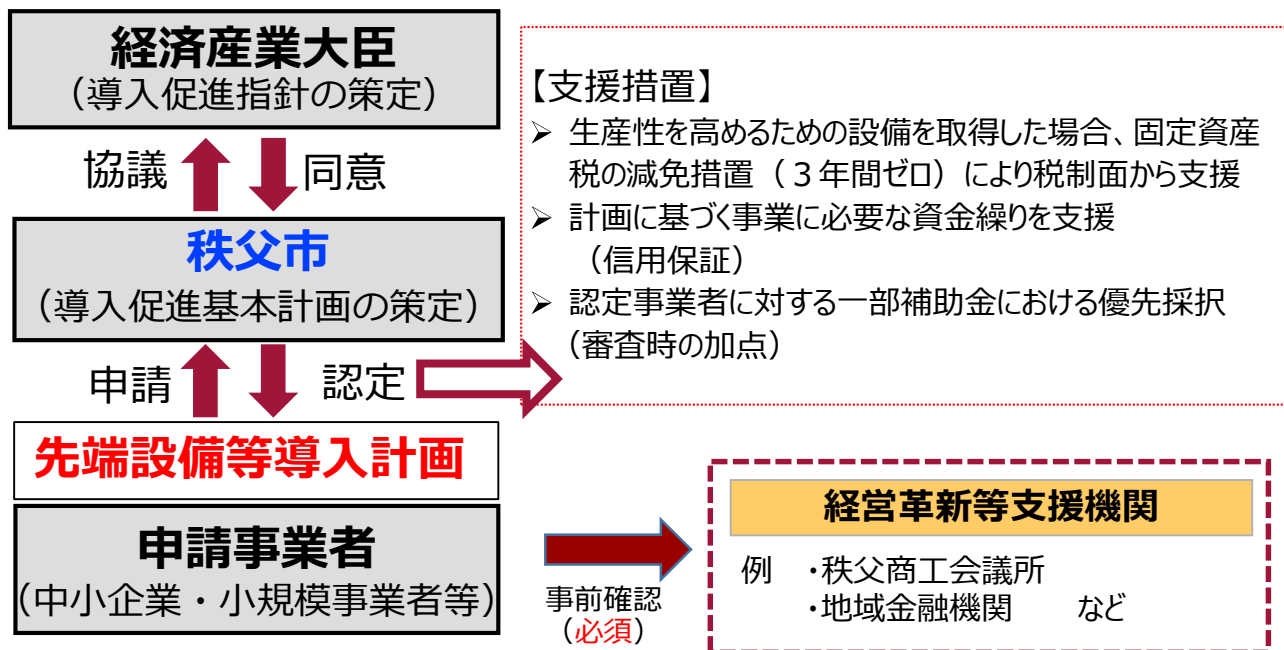 経済産業大臣
（導入促進指針の策定）
協議
同意
秩父市
（導入促進基本計画の策定）
申請
認定
先端設備等導入計画
申請事業者
（中小企業・小規模事業者等）
【支援措置】
➢ 生産性を高めるための設備を取得した場合、固定資産
税の減免措置（３年間ゼロ）により税制面から支援
➢ 計画に基づく事業に必要な資金繰りを支援
（信用保証）
➢ 認定事業者に対する一部補助金における優先採択
（審査時の加点）
事前確認
（必須）
経営革新等支援機関
例 ・秩父商工会議所
・地域金融機関 など